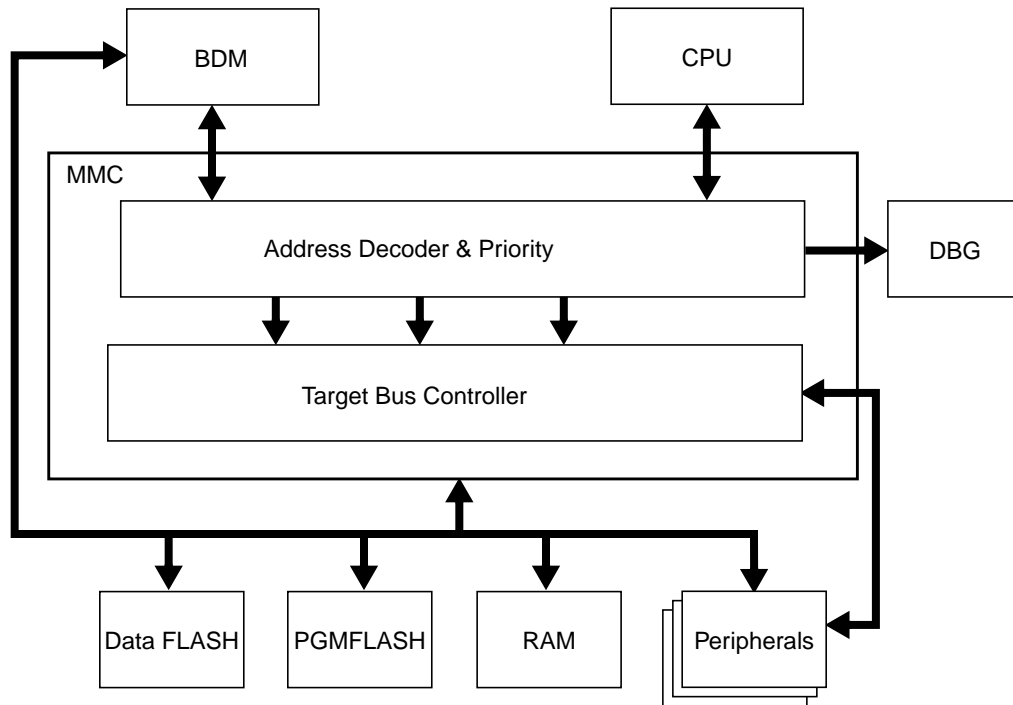 BDM
CPU
MMC
Address Decoder & Priority
DBG
Target Bus Controller
Data FLASH
PGMFLASH
RAM
Peripherals